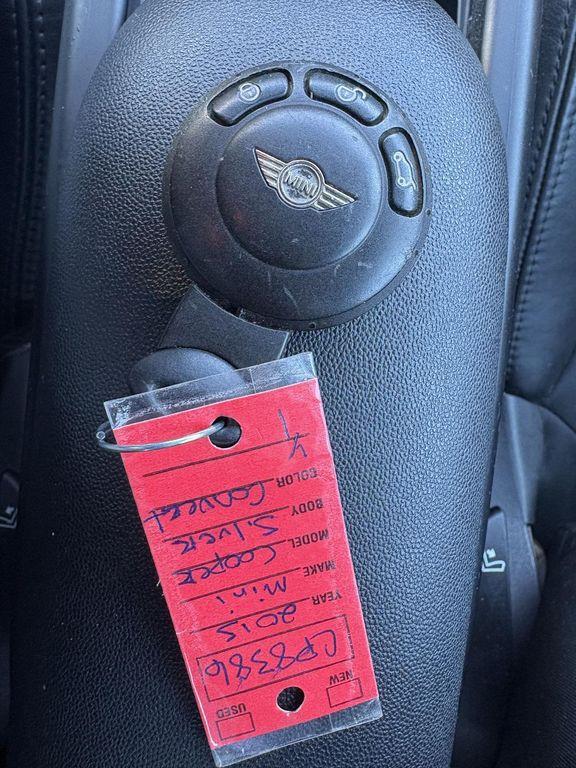 MINI
NEW USED
CP8386
YEAR 2015
MAKE Mini
MODEL Cooper
BODY Silver
COLOR Convert